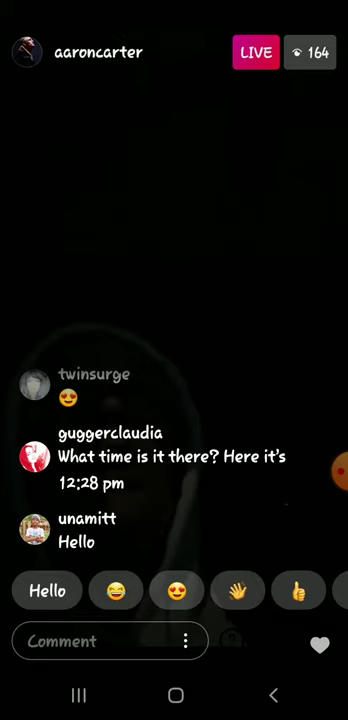 aaroncarter LIVE 164
twinsurge
😍
guggerclaudia
What time is it there? Here it's
12:28 pm
unamitt
Hello
Hello 😂 😍 👋 👍
Comment